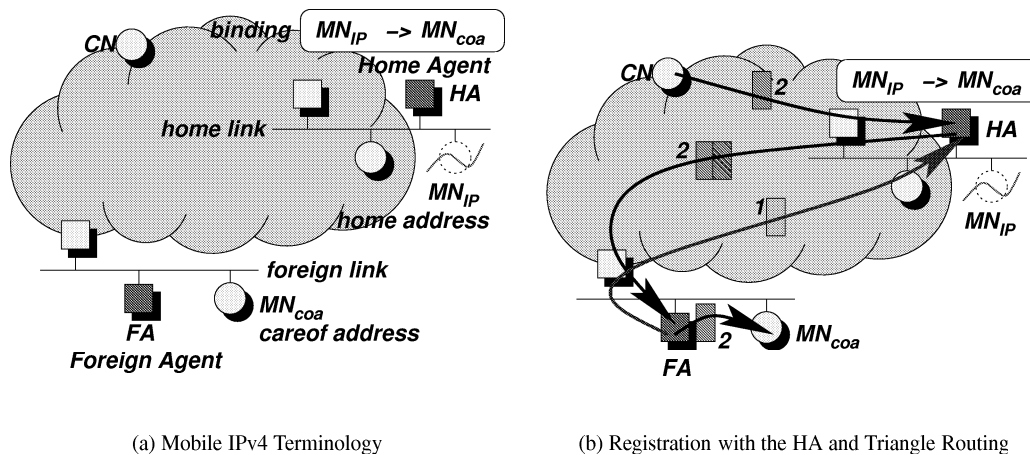 CN
binding MN_IP -> MN_coa
Home Agent
HA
home link
MN_IP
home address
foreign link
MN_coa
careof address
FA
Foreign Agent
(a) Mobile IPv4 Terminology
CN
2
MN_IP -> MN_coa
HA
2
MN_IP
1
2
MN_coa
FA
(b) Registration with the HA and Triangle Routing